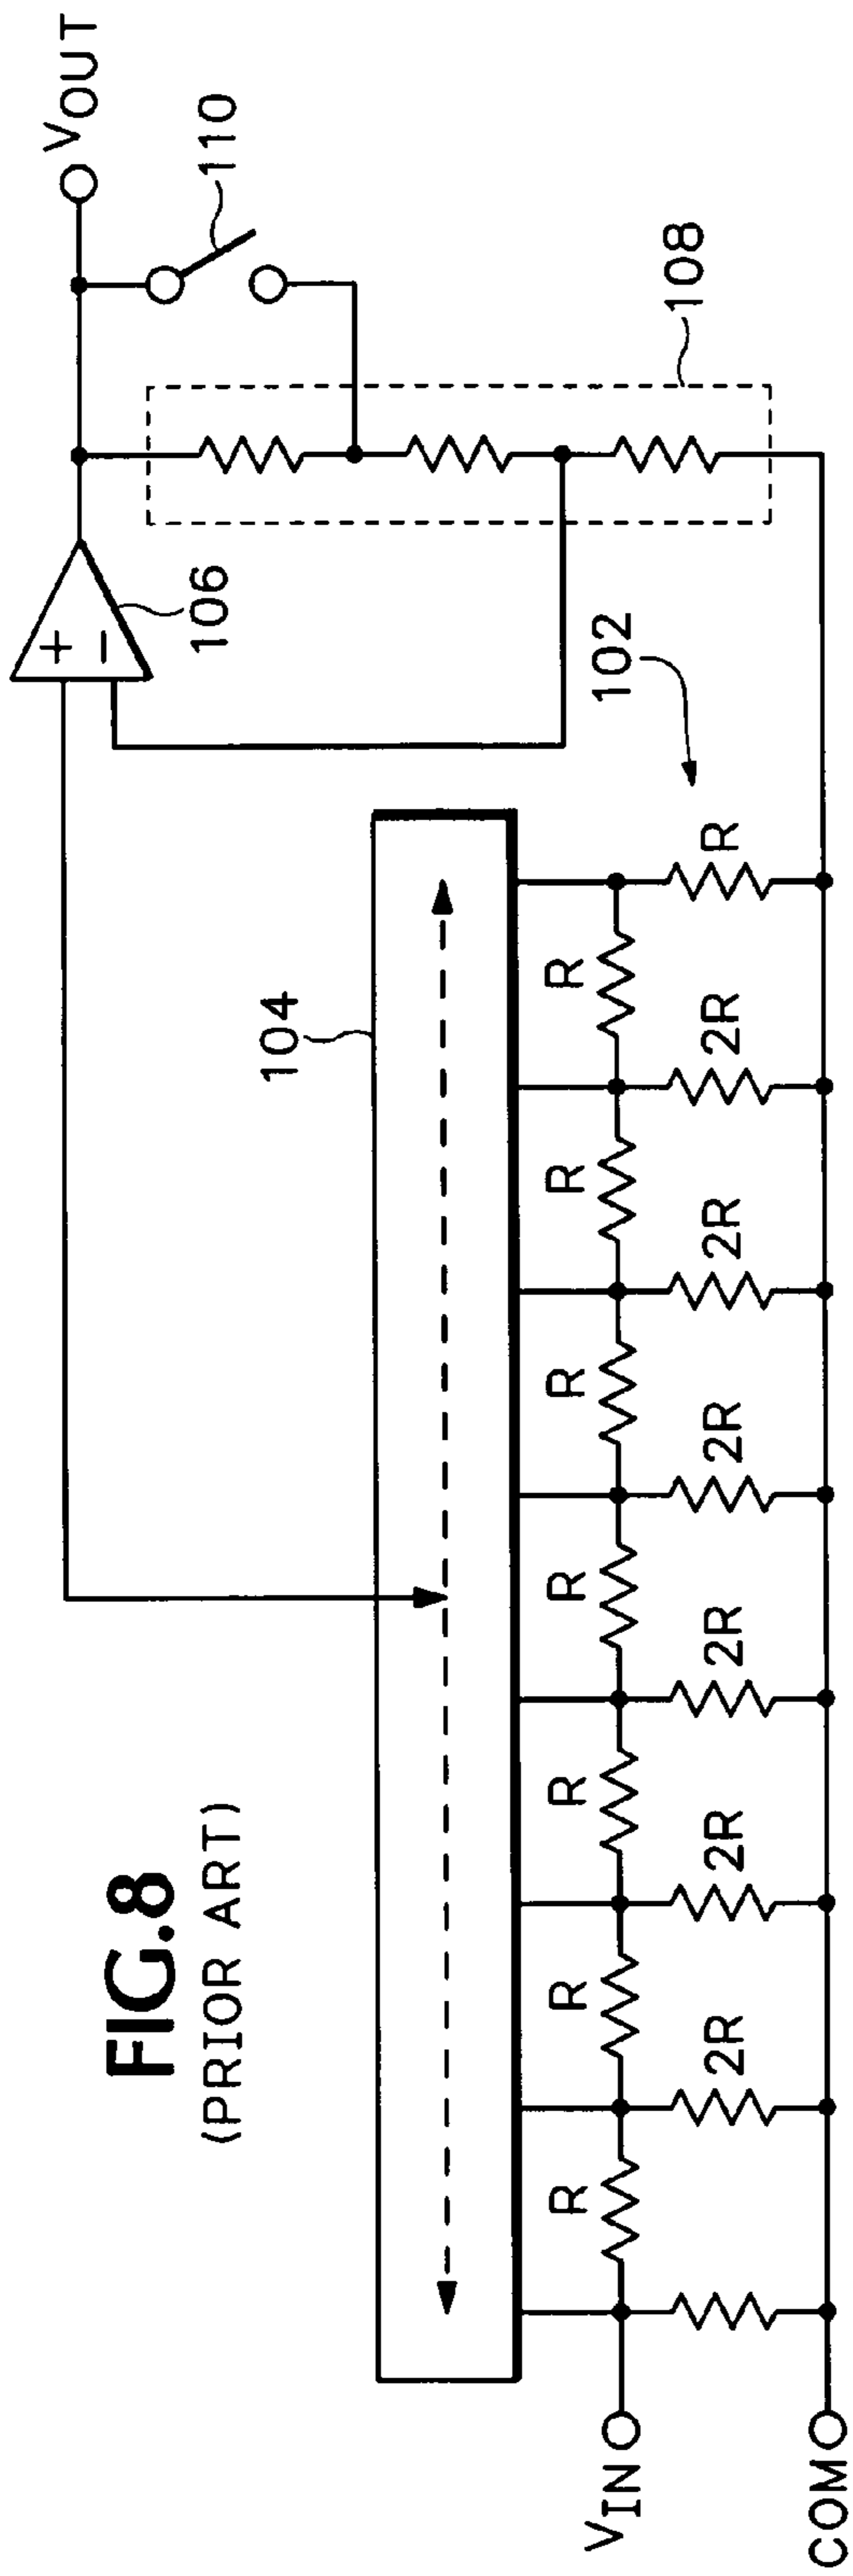 FIG.8
(PRIOR ART)
VOUT
110
106
108
102
104
R
R
R
R
R
R
R
2R
2R
2R
2R
2R
2R
R
VIN
COM
+
−